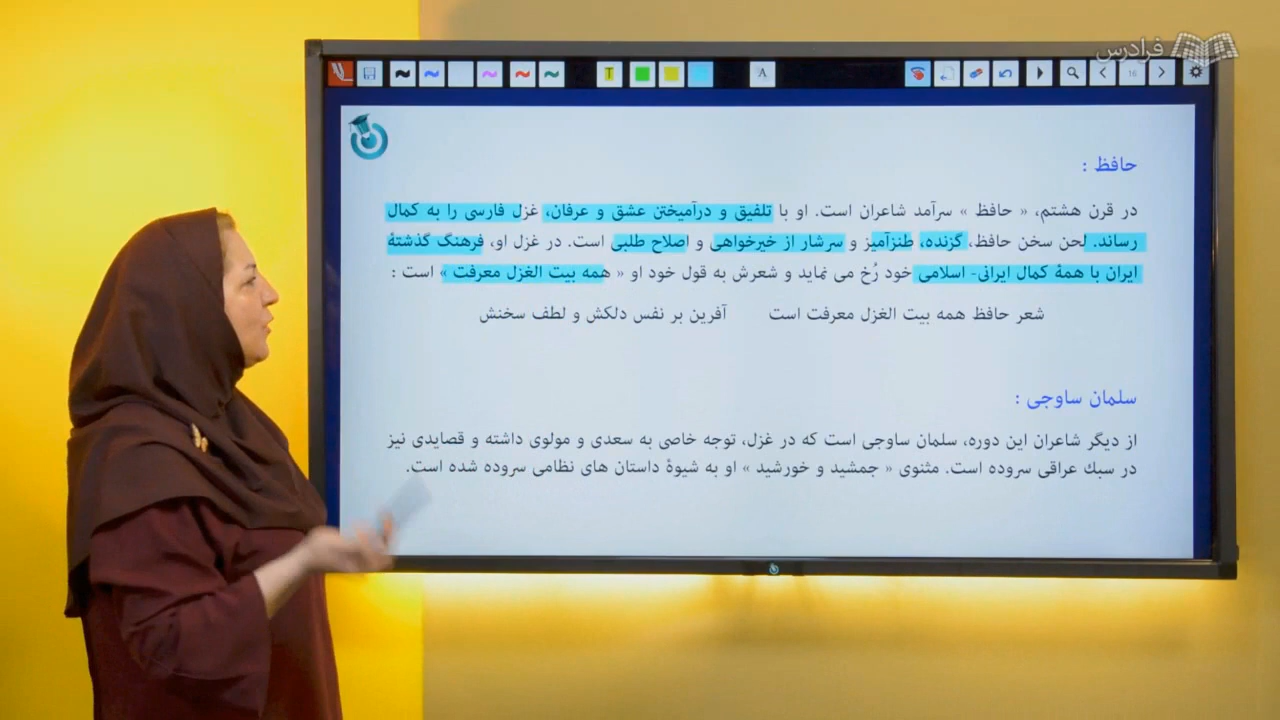 فرادرس
T
A
16
حافظ :
در قرن هشتم، « حافظ » سرآمد شاعران است. او با تلفیق و درآمیختن عشق و عرفان، غزل فارسی را به کمال
رساند. لحن سخن حافظ، گزنده، طنزآمیز و سرشار از خیرخواهی و اصلاح طلبی است. در غزل او، فرهنگ گذشتهٔ
ایران با همهٔ کمال ایرانی- اسلامی خود رُخ می نماید و شعرش به قول خود او « همه بیت الغزل معرفت » است :
شعر حافظ همه بیت الغزل معرفت است آفرین بر نفس دلکش و لطف سخنش
سلمان ساوجی :
از دیگر شاعران این دوره، سلمان ساوجی است که در غزل، توجه خاصی به سعدی و مولوی داشته و قصایدی نیز
در سبك عراقی سروده است. مثنوی « جمشید و خورشید » او به شیوهٔ داستان های نظامی سروده شده است.